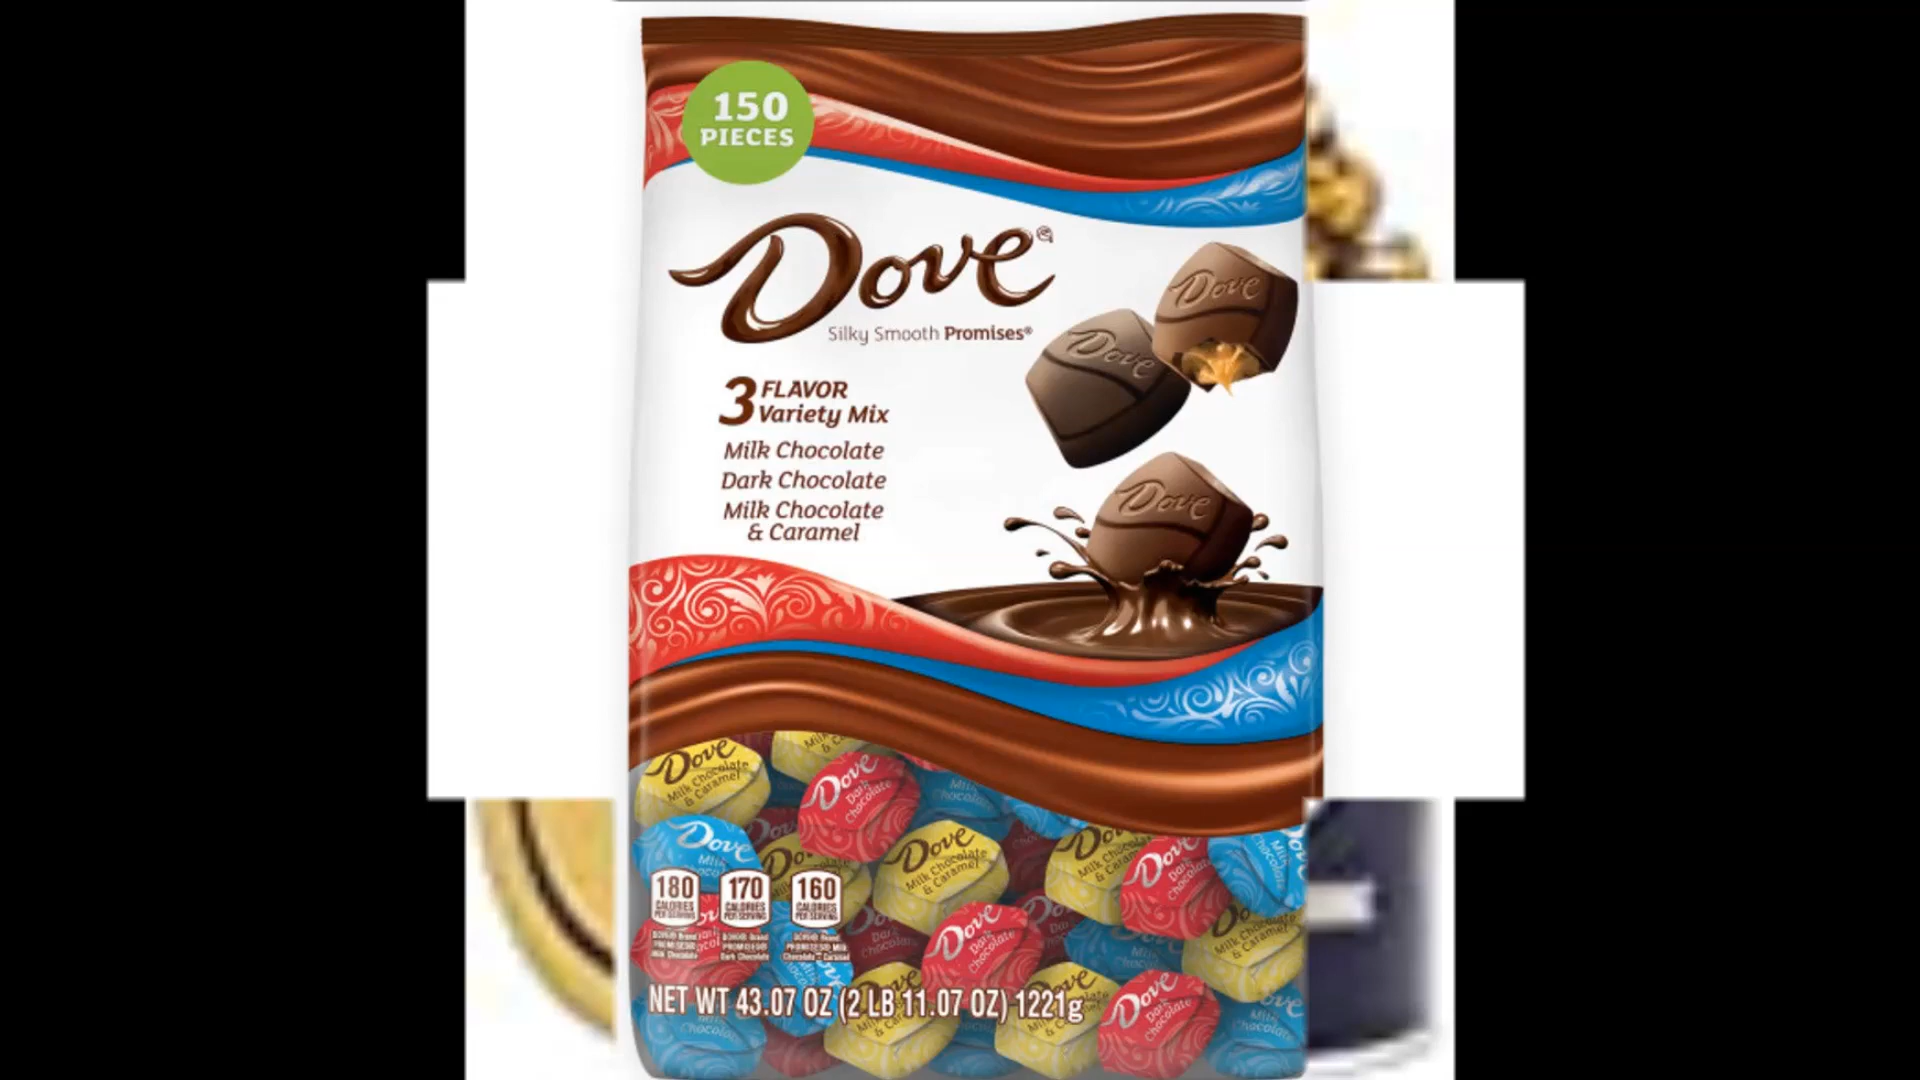 150
PIECES
Dove
Silky Smooth Promises®
3 FLAVOR
Variety Mix
Milk Chocolate
Dark Chocolate
Milk Chocolate
& Caramel
Dove
Dove
Dove
Dove
Milk Chocolate
& Caramel
Dove
Dark
Chocolate
Dove
Dove
Milk Chocolate
& Caramel
180
CALORIES
PER SERVING
170
CALORIES
PER SERVING
160
CALORIES
PER SERVING
Dove
Dark
Chocolate
NET WT 43.07 OZ (2 LB 11.07 OZ) 1221g
Dove
Dark
Chocolate